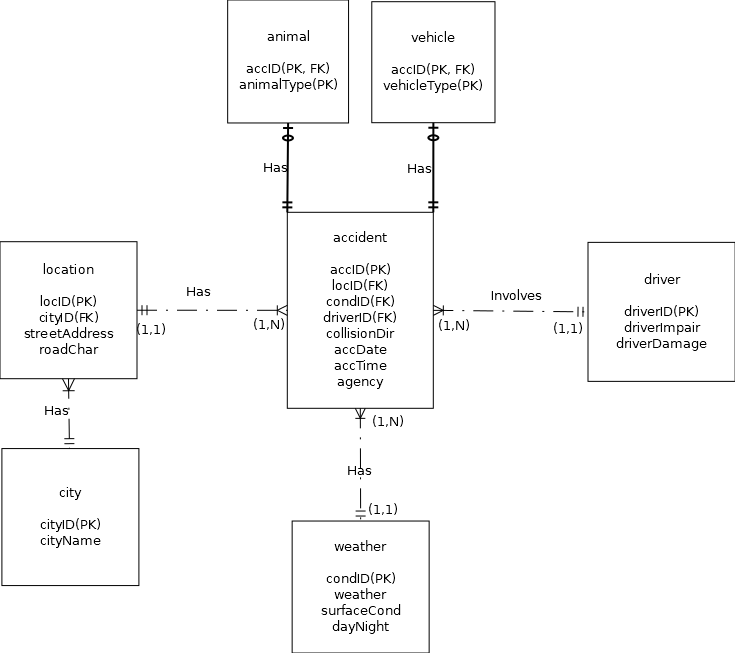 animal
accID(PK, FK)
animalType(PK)
vehicle
accID(PK, FK)
vehicleType(PK)
Has
Has
location
locID(PK)
cityID(FK)
streetAddress
roadChar
Has
(1,1)
(1,N)
accident
accID(PK)
locID(FK)
condID(FK)
driverID(FK)
collisionDir
accDate
accTime
agency
Involves
(1,N)
(1,1)
driver
driverID(PK)
driverImpair
driverDamage
Has
(1,N)
Has
(1,1)
city
cityID(PK)
cityName
weather
condID(PK)
weather
surfaceCond
dayNight